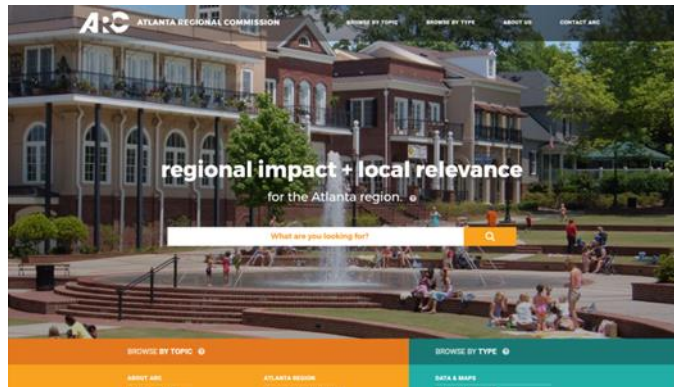 ARC ATLANTA REGIONAL COMMISSION BROWSE BY TOPIC BROWSE BY TYPE ABOUT US CONTACT ARC
regional impact + local relevance
for the Atlanta region.
What are you looking for?
BROWSE BY TOPIC BROWSE BY TYPE
ABOUT ARC ATLANTA REGION DATA & MAPS